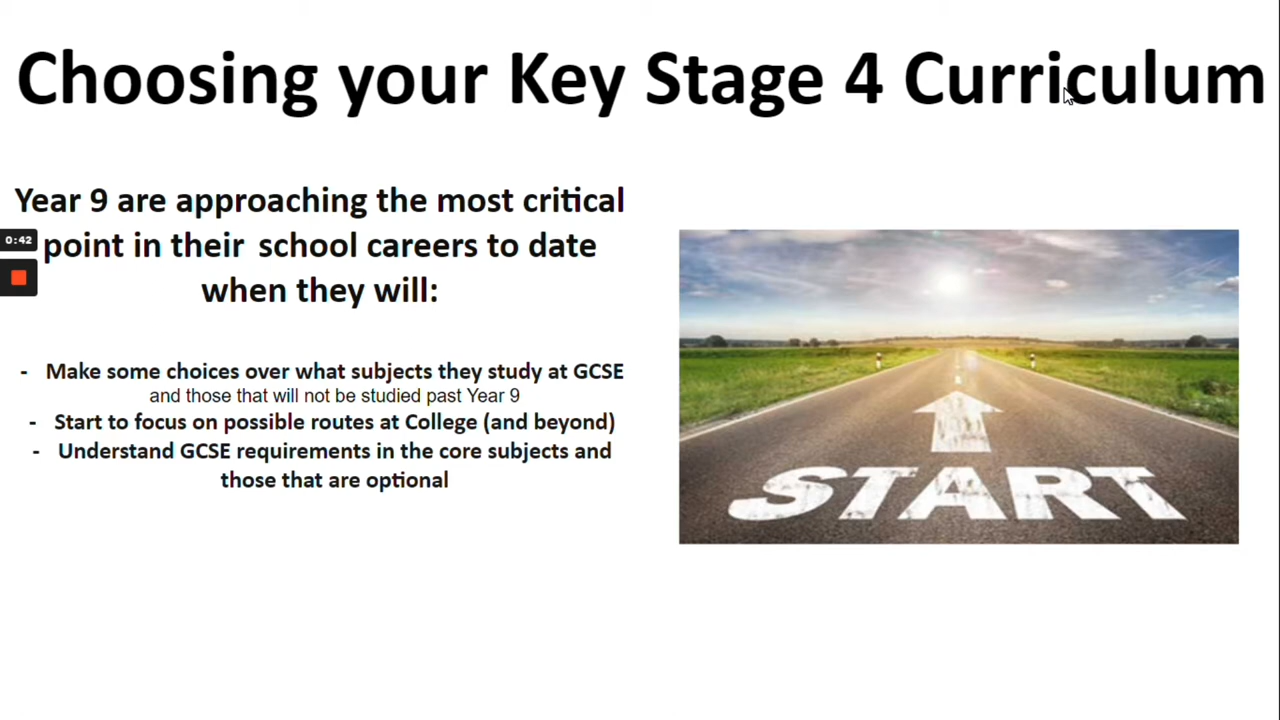 Choosing your Key Stage 4 Curriculum
Year 9 are approaching the most critical
point in their school careers to date
when they will:
0:42
- Make some choices over what subjects they study at GCSE
and those that will not be studied past Year 9
- Start to focus on possible routes at College (and beyond)
- Understand GCSE requirements in the core subjects and
those that are optional
START